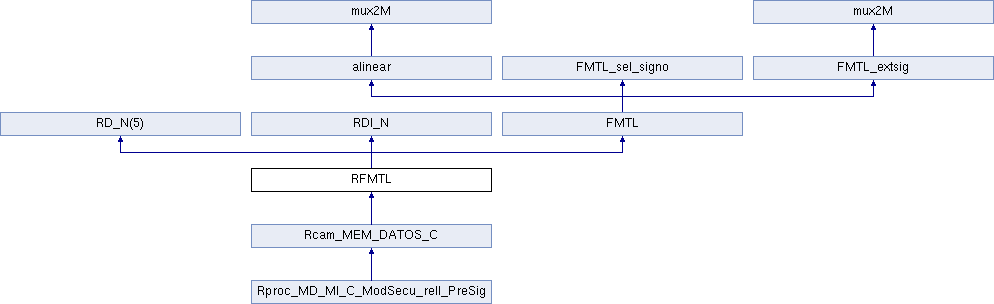 mux2M
mux2M
alinear
FMTL_sel_signo
FMTL_extsig
RD_N(5)
RDI_N
FMTL
RFMTL
Rcam_MEM_DATOS_C
Rproc_MD_MI_C_ModSecu_rell_PreSig